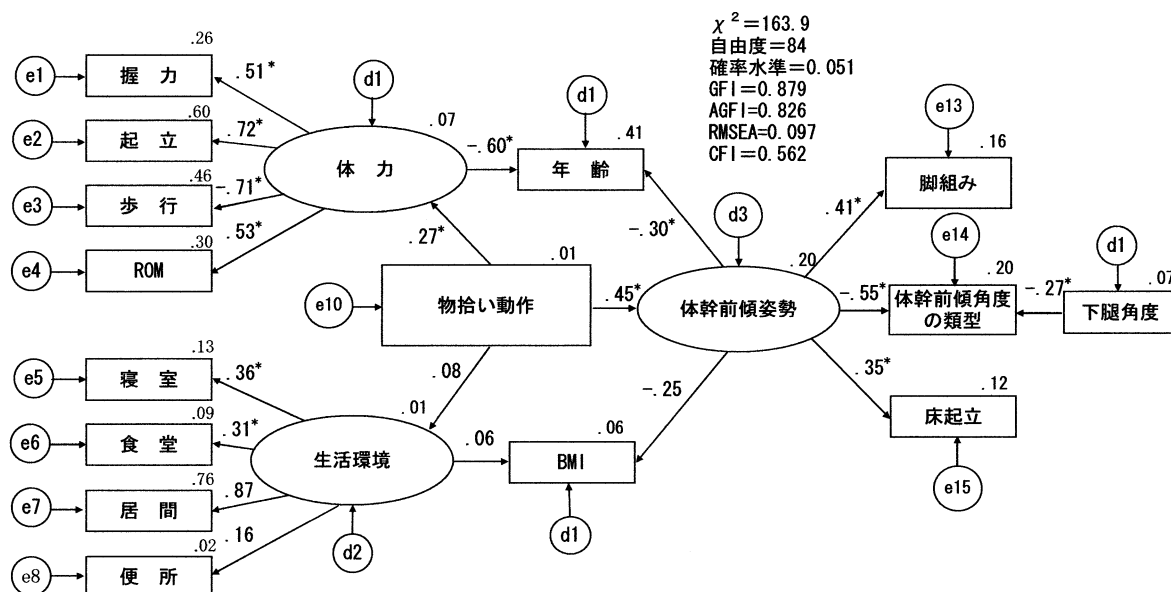 χ²=163.9
自由度=84
確率水準=0.051
GFI=0.879
AGFI=0.826
RMSEA=0.097
CFI=0.562
.26
e1
握 力
.51*
d1
d1
e13
.60
.07
.41
.16
e2
起 立
.72*
体 力
-.60*
年 齢
脚組み
.46
-.71*
e3
歩 行
d3
.41*
e14
.30
.53*
.27*
-.30*
d1
e4
ROM
.01
.20
.20
.07
e10
物拾い動作
.45*
体幹前傾姿勢
-.55*
体幹前傾角度
の類型
-.27*
下腿角度
.13
.08
.35*
e5
寝 室
.36*
-.25
.12
.09
.01
床起立
e6
食 堂
.31*
生活環境
.06
.06
BMI
.76
.87
e15
e7
居 間
.02
.16
d2
d1
e8
便 所